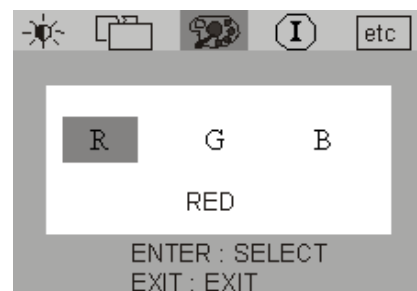 I etc
R G B
RED
ENTER : SELECT
EXIT : EXIT